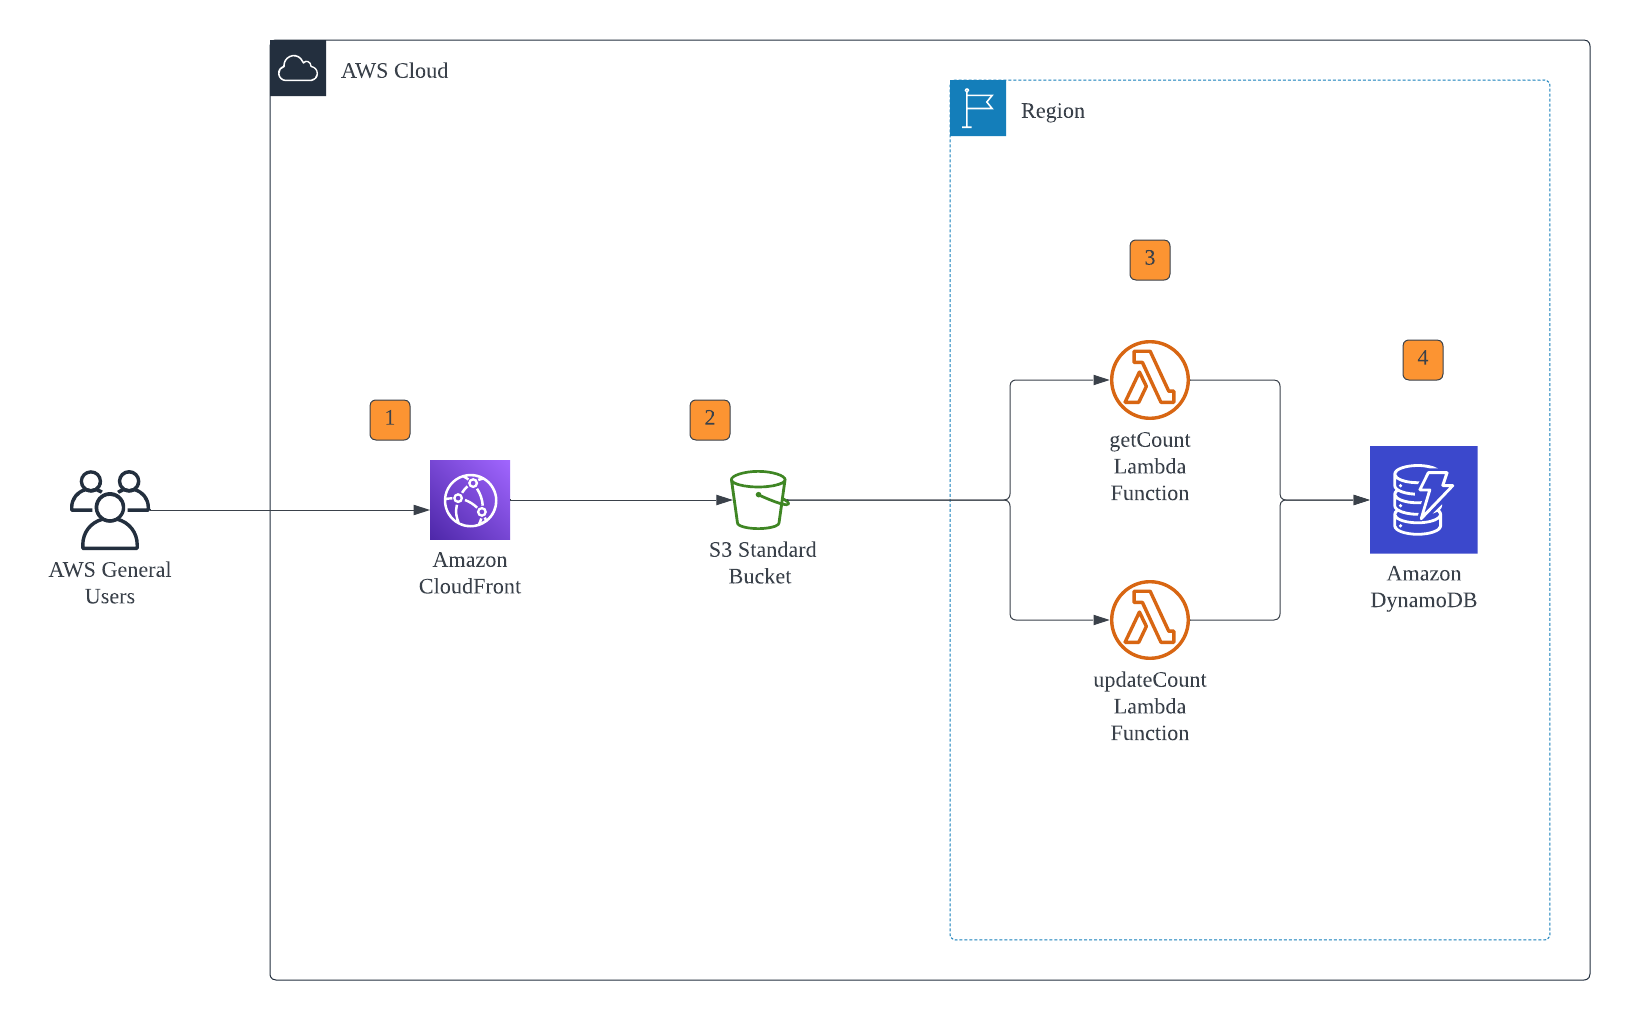 AWS Cloud
Region
3
4
1
2
getCount
Lambda
Function
AWS General
Users
Amazon
CloudFront
S3 Standard
Bucket
Amazon
DynamoDB
updateCount
Lambda
Function